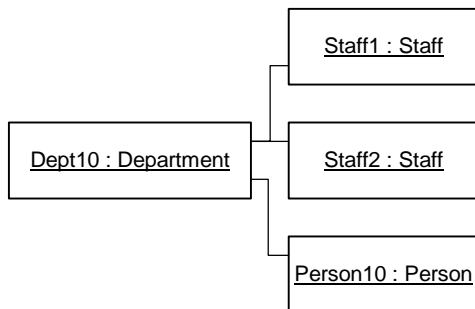 Staff1 : Staff
Dept10 : Department
Staff2 : Staff
Person10 : Person